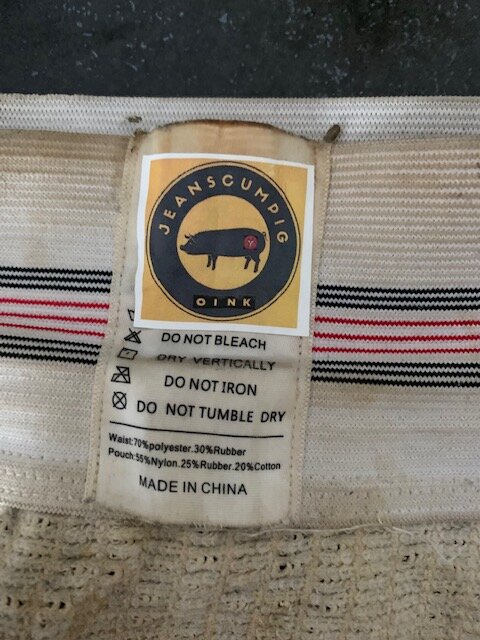 JEANSCUMPIG
Y
OINK
DO NOT BLEACH
DRY VERTICALLY
DO NOT IRON
DO NOT TUMBLE DRY
Waist:70%polyester.30%Rubber
Pouch:55%Nylon.25%Rubber.20%Cotton
MADE IN CHINA